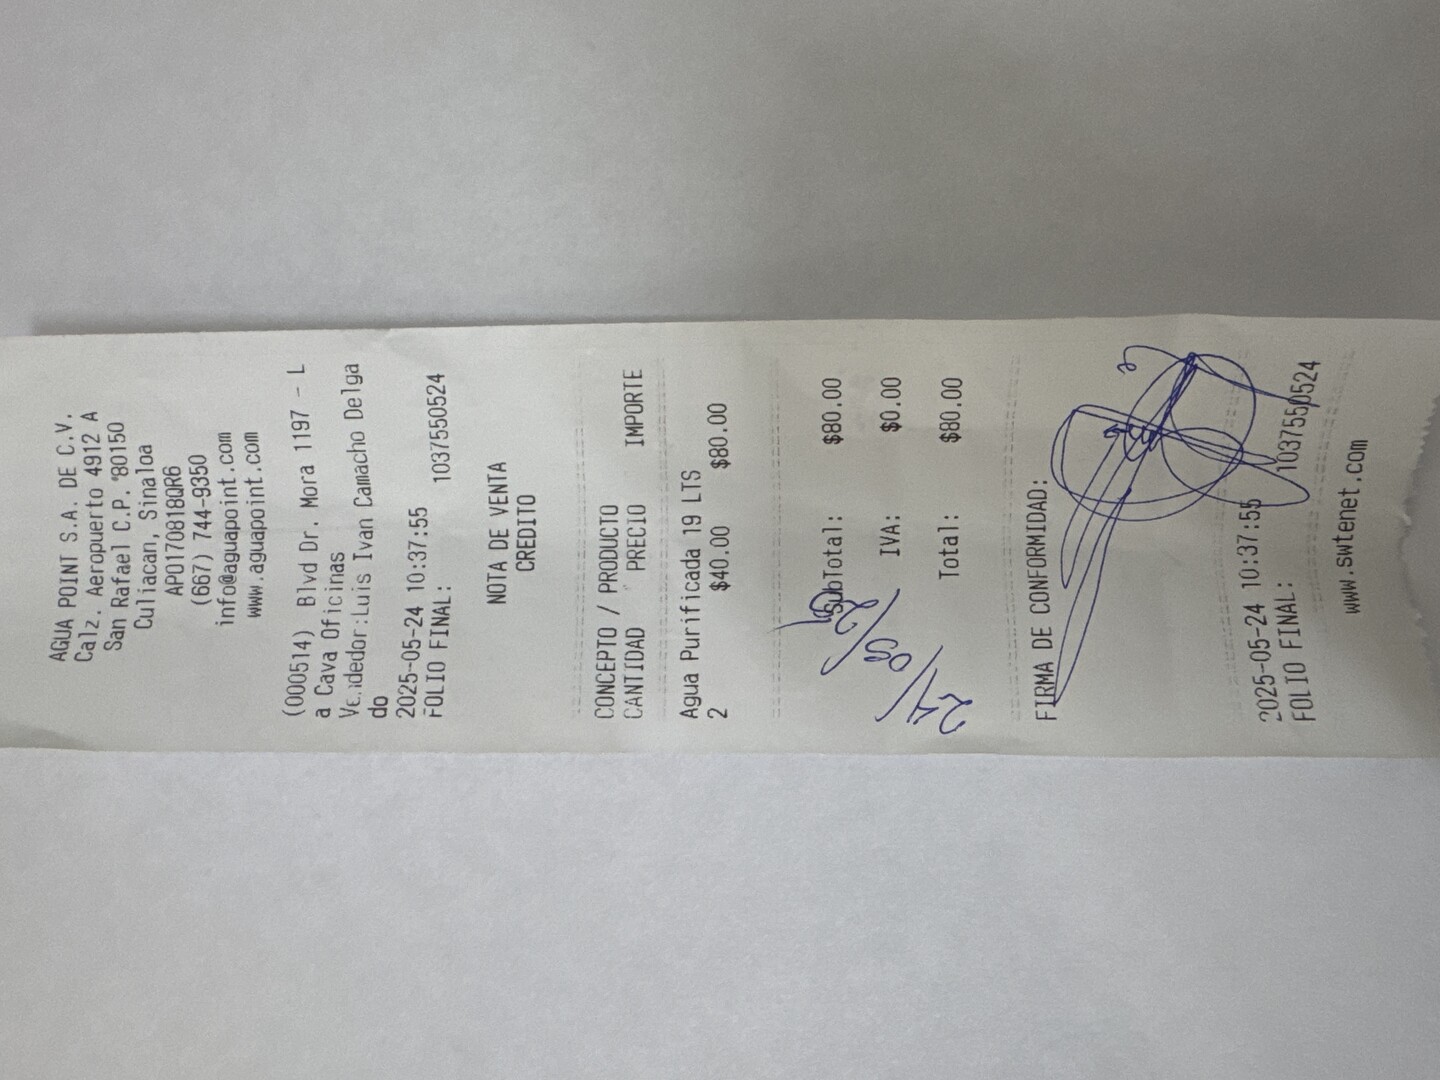 AGUA POINT S.A. DE C.V.
Calz. Aeropuerto 4912 A
San Rafael C.P. 80150
Culiacan, Sinaloa
APO170818QR6
(667) 744-9350
info@aguapoint.com
www.aguapoint.com
(000514) Blvd Dr. Mora 1197 - L
a Cava Oficinas
Vendedor:Luis Ivan Camacho Delga
do
2025-05-24 10:37:55
FOLIO FINAL: 1037550524
NOTA DE VENTA
CREDITO
CONCEPTO / PRODUCTO
CANTIDAD PRECIO IMPORTE
Agua Purificada 19 LTS
2 $40.00 $80.00
SubTotal: $80.00
IVA: $0.00
Total: $80.00
24/05/25
FIRMA DE CONFORMIDAD:
2025-05-24 10:37:55
FOLIO FINAL: 1037550524
www.swtenet.com